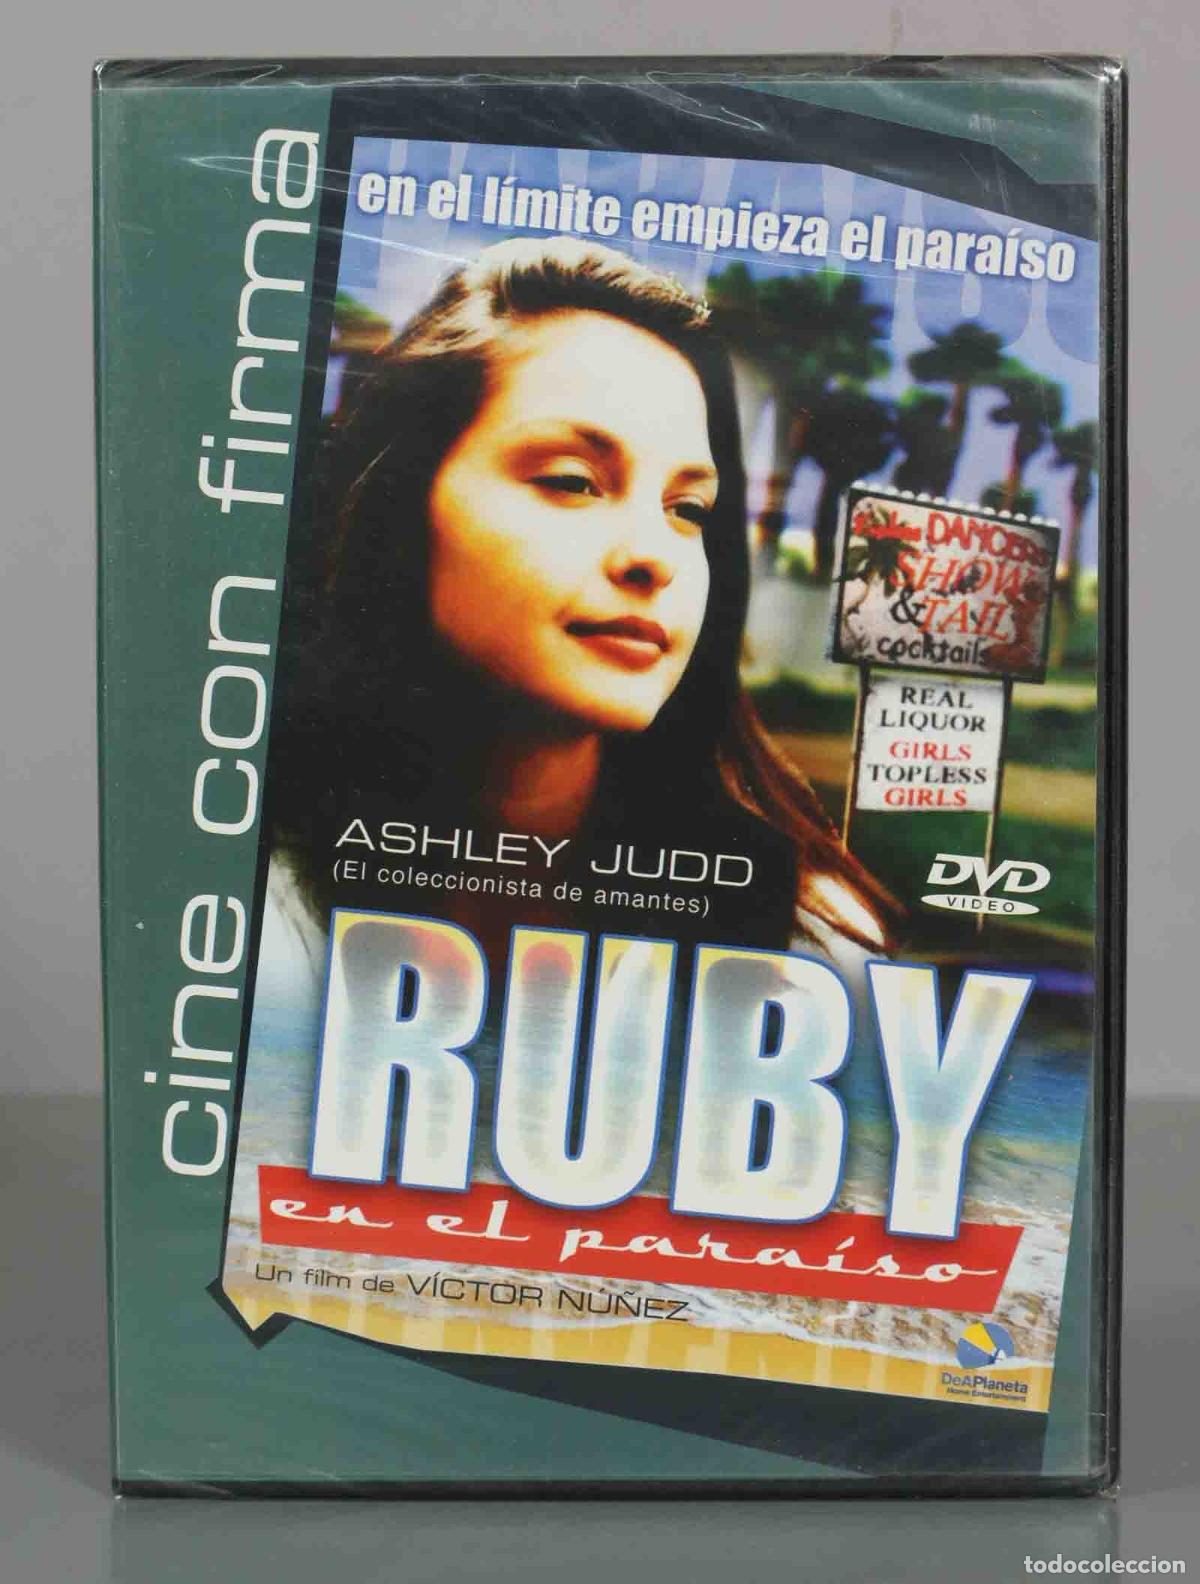 cine con firma
en el límite empieza el paraíso
DANCERS
SHOW
& TAIL
cocktails
REAL
LIQUOR
GIRLS
TOPLESS
GIRLS
ASHLEY JUDD
(El coleccionista de amantes)
DVD
VIDEO
RUBY
en el paraíso
Un film de VÍCTOR NÚÑEZ
DeAPlaneta
Home Entertainment
todocoleccion